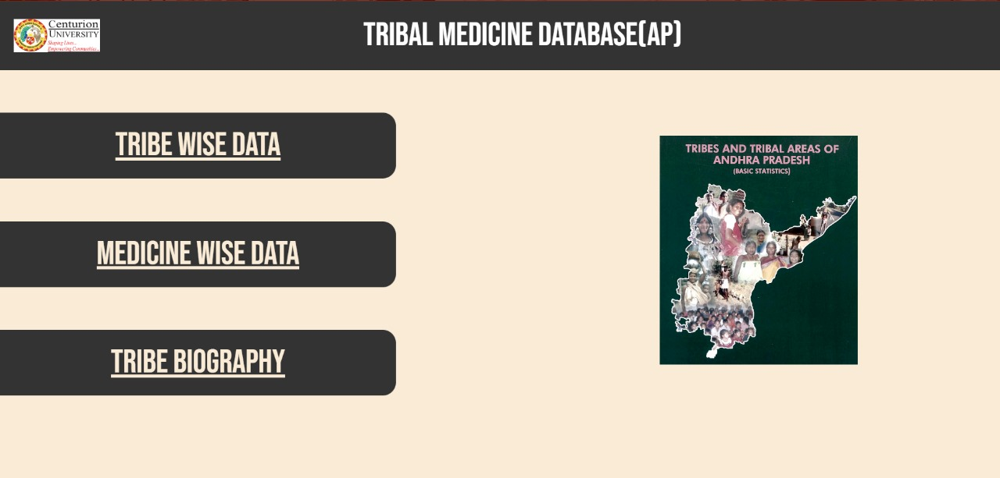 Centurion
UNIVERSITY
Shaping Lives...
Empowering Communities...
TRIBAL MEDICINE DATABASE(AP)
TRIBE WISE DATA
MEDICINE WISE DATA
TRIBE BIOGRAPHY
TRIBES AND TRIBAL AREAS OF
ANDHRA PRADESH
(BASIC STATISTICS)